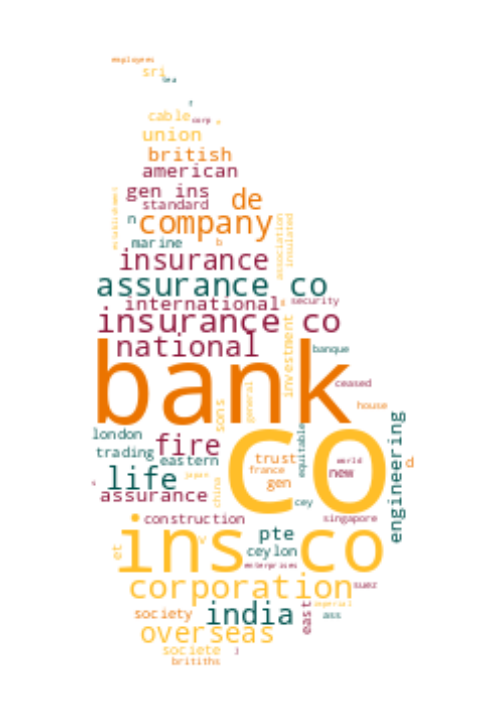 employees
sri
tea
f
cable
corp
union
british
american
gen ins
standard
de
n
company
marine
b
establishment
association
insulated
insurance
assurance co
international
security
insurance co
national
investment
banque
bank
ceased
general
house
sons
co
london
fire
equitable
engineering
trading
eastern
trust
world
d
life
japan
france
new
gen
s
assurance
china
cey
construction
singapore
ins co
pte
v
et
ceylon
enterprises
corporation
suez
society
india
east
imperial
ass
overseas
societe
j
britiths